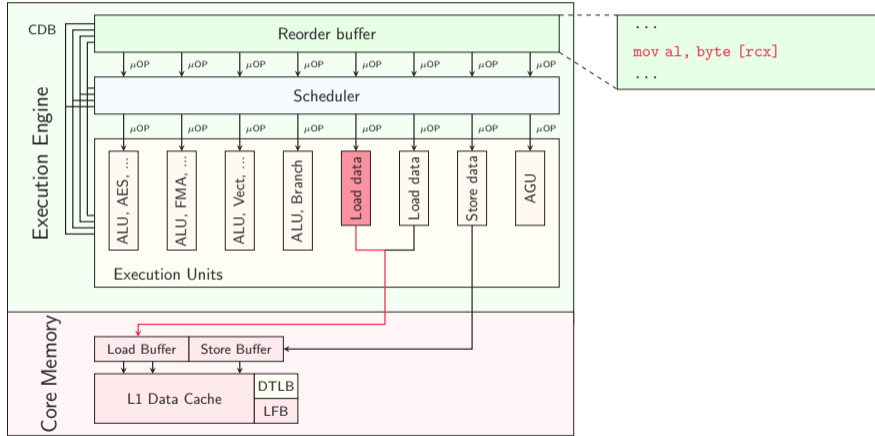 CDB
Reorder buffer
...
mov al, byte [rcx]
...
μOP μOP μOP μOP μOP μOP μOP μOP
Scheduler
μOP μOP μOP μOP μOP μOP μOP μOP
Execution Engine
ALU, AES, ...
ALU, FMA, ...
ALU, Vect, ...
ALU, Branch
Load data
Load data
Store data
AGU
Execution Units
Core Memory
Load Buffer
Store Buffer
L1 Data Cache
DTLB
LFB